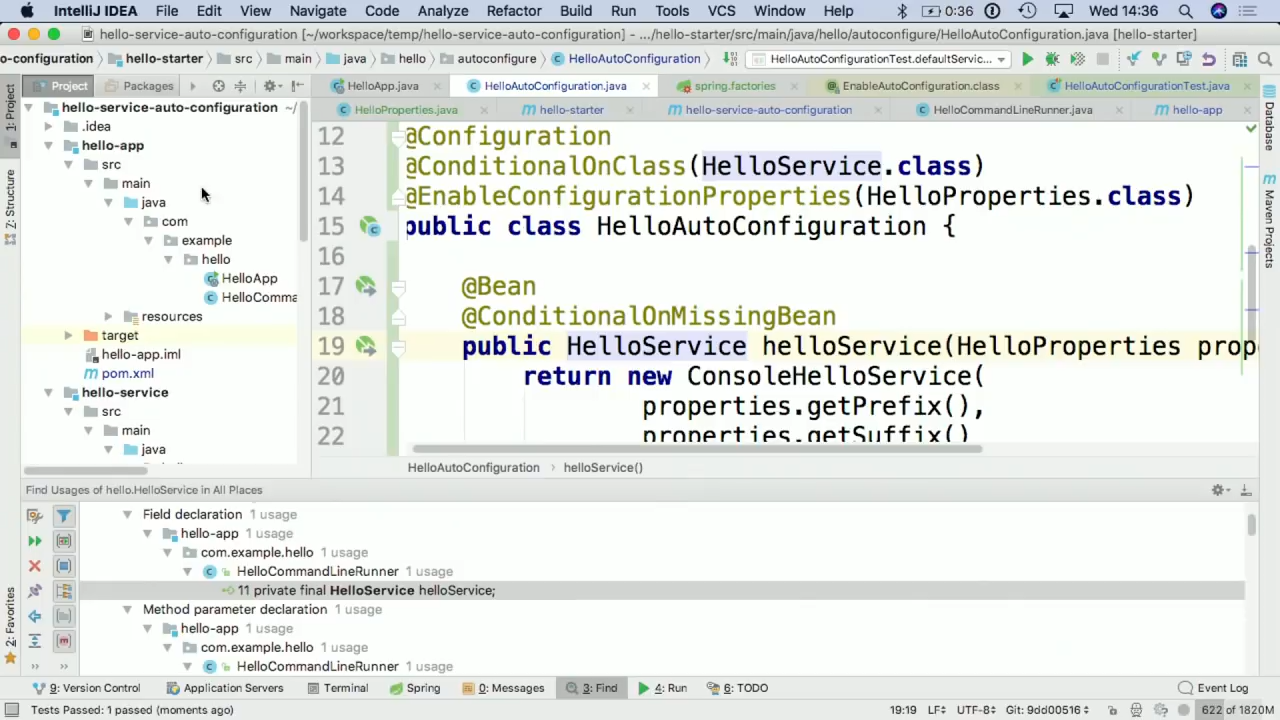 IntelliJ IDEA File Edit View Navigate Code Analyze Refactor Build Run Tools VCS Window Help 0:36 Wed 14:36
hello-service-auto-configuration [~/workspace/temp/hello-service-auto-configuration] - .../hello-starter/src/main/java/hello/autoconfigure/HelloAutoConfiguration.java [hello-starter]
o-configuration hello-starter src main java hello autoconfigure HelloAutoConfiguration HelloAutoConfigurationTest.defaultServic...
Project Packages HelloApp.java HelloAutoConfiguration.java spring.factories EnableAutoConfiguration.class HelloAutoConfigurationTest.java
HelloProperties.java hello-starter hello-service-auto-configuration HelloCommandLineRunner.java hello-app
1: Project
Z: Structure
2: Favorites
hello-service-auto-configuration ~/
.idea
hello-app
src
main
java
com
example
hello
HelloApp
HelloComma
resources
target
hello-app.iml
pom.xml
hello-service
src
main
java
12 @Configuration
13 @ConditionalOnClass(HelloService.class)
14 @EnableConfigurationProperties(HelloProperties.class)
15 public class HelloAutoConfiguration {
16
17 @Bean
18 @ConditionalOnMissingBean
19 public HelloService helloService(HelloProperties prop
20 return new ConsoleHelloService(
21 properties.getPrefix(),
22 properties.getSuffix()
HelloAutoConfiguration helloService()
Database
Maven Projects
Find Usages of hello.HelloService in All Places
Field declaration 1 usage
hello-app 1 usage
com.example.hello 1 usage
HelloCommandLineRunner 1 usage
11 private final HelloService helloService;
Method parameter declaration 1 usage
hello-app 1 usage
com.example.hello 1 usage
HelloCommandLineRunner 1 usage
9: Version Control Application Servers Terminal Spring 0: Messages 3: Find 4: Run 6: TODO Event Log
Tests Passed: 1 passed (moments ago) 19:19 LF UTF-8 Git: 9dd00516 622 of 1820M